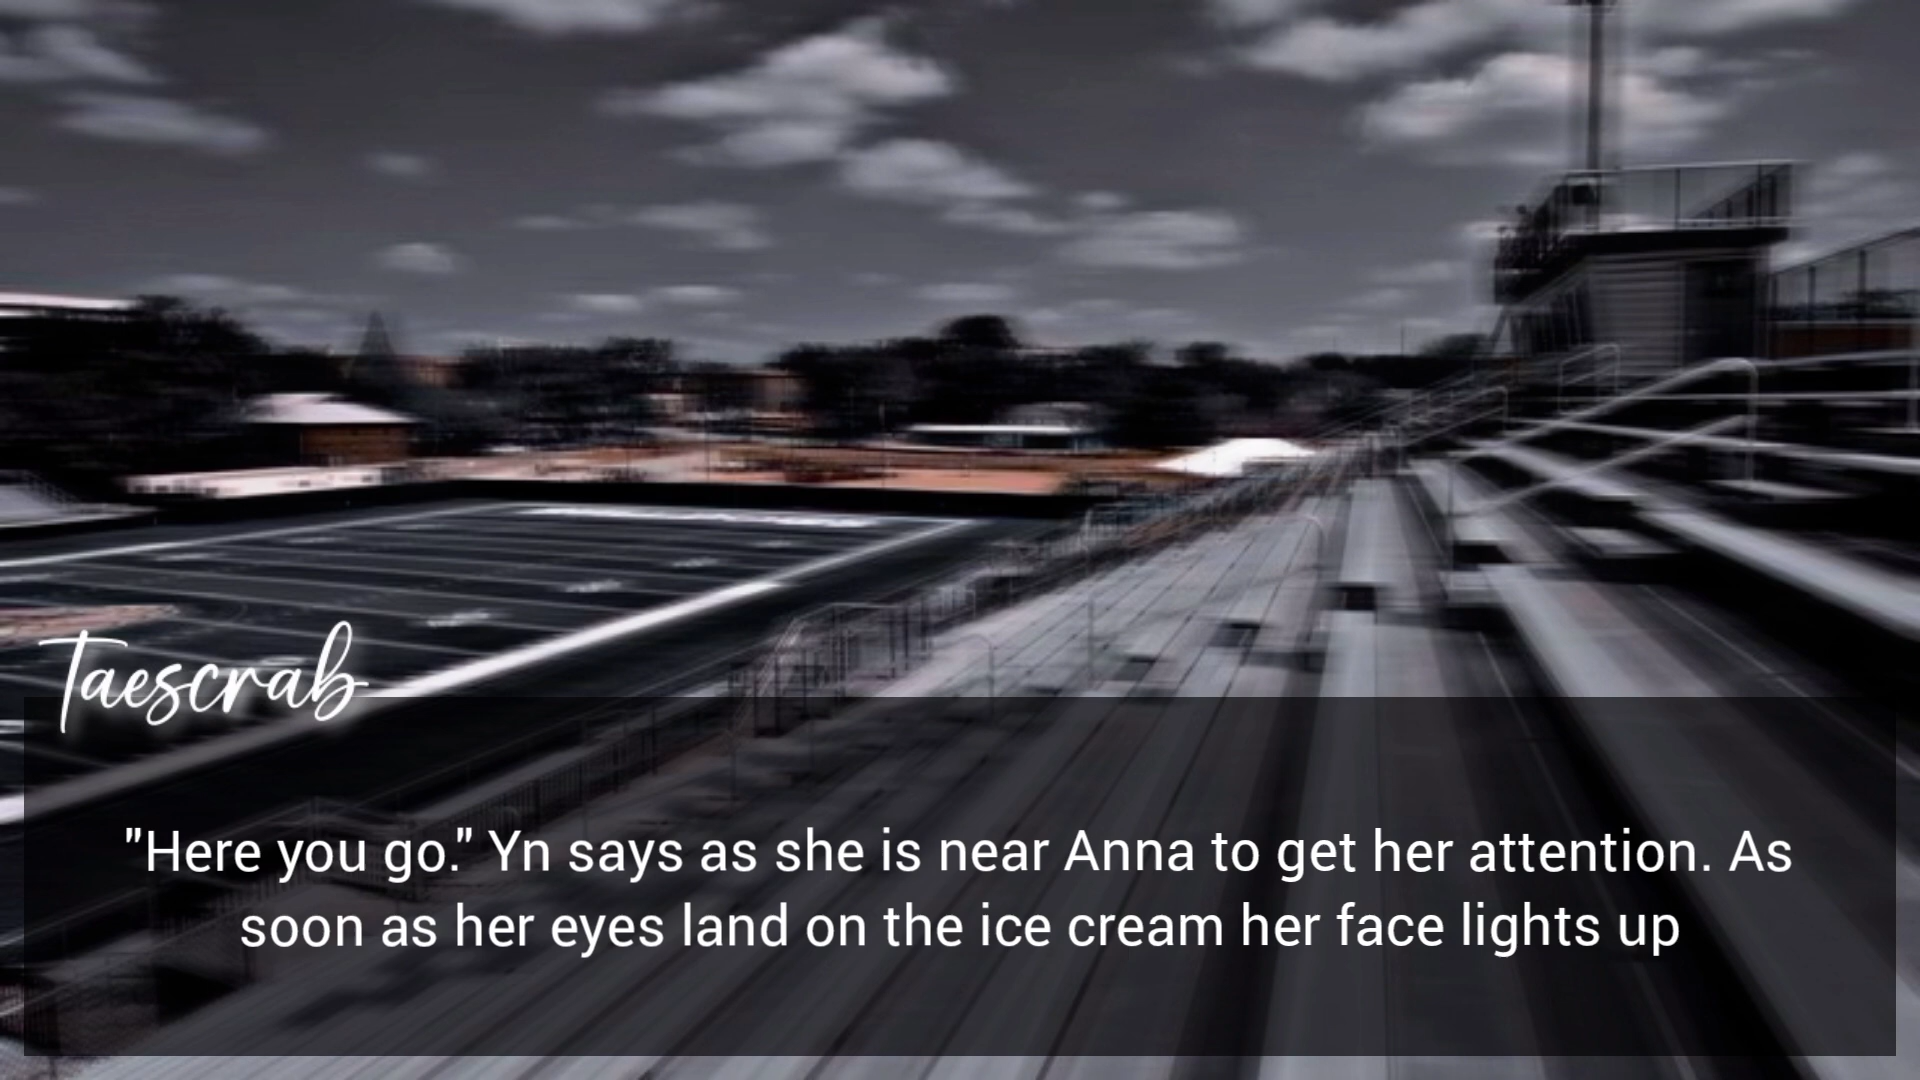 Taescrab
"Here you go." Yn says as she is near Anna to get her attention. As
soon as her eyes land on the ice cream her face lights up